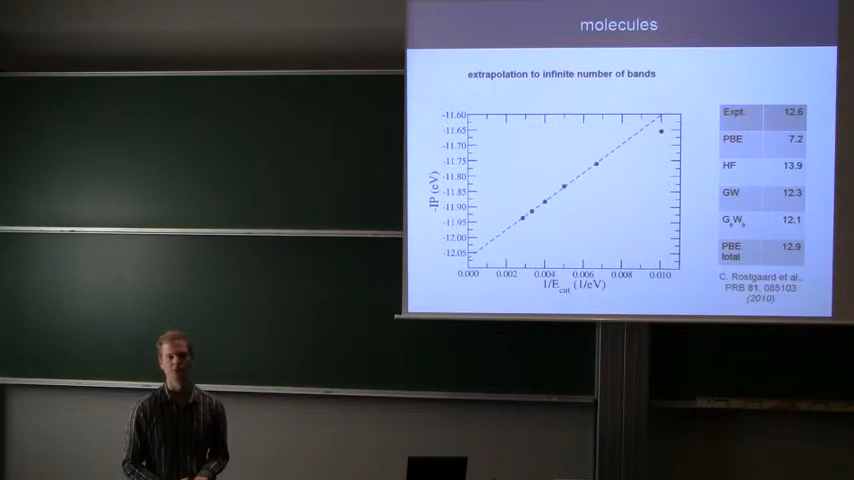 molecules
extrapolation to infinite number of bands
-11.60
-11.65
-11.70
-11.75
-11.80
-11.85
-11.90
-11.95
-12.00
-12.05
-IP (eV)
0.000 0.002 0.004 0.006 0.008 0.010
1/Ecut (1/eV)
Expt. 12.6
PBE 7.2
HF 13.9
GW 12.3
G0W0 12.1
PBE 12.9
total
C. Rostgaard et al.,
PRB 81, 085103
(2010)